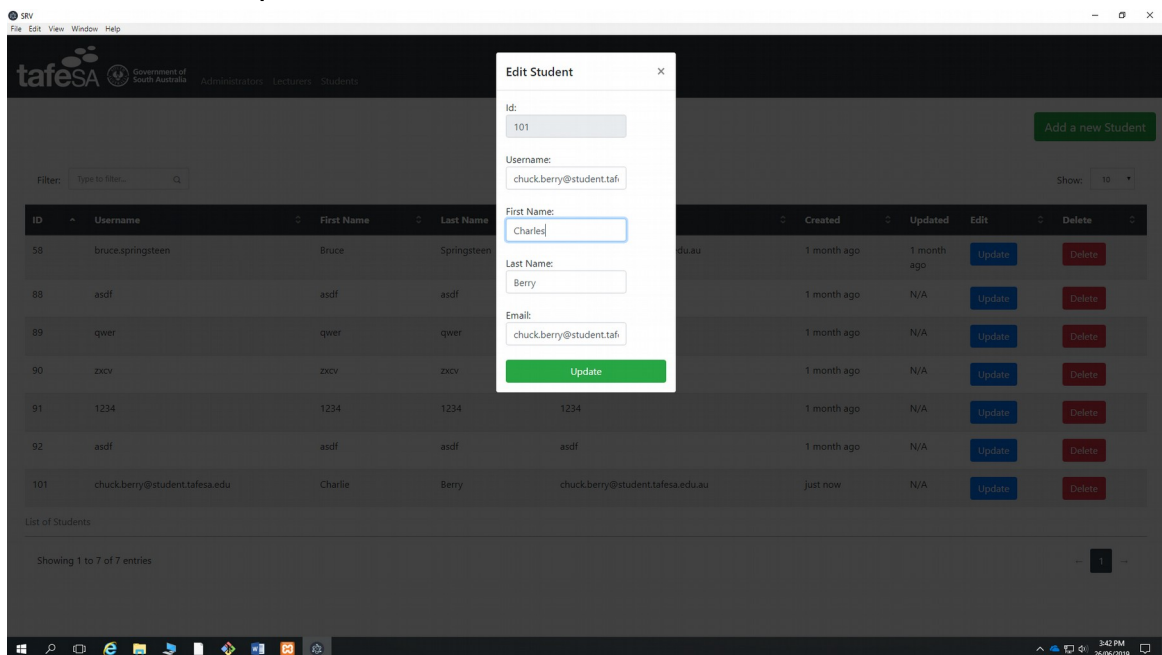 SRV
File Edit View Window Help
tafeSA Government of South Australia Administrators Lecturers Students
Edit Student ×
Id:
101
Username:
chuck.berry@student.taf
First Name:
Charles
Last Name:
Berry
Email:
chuck.berry@student.taf
Update
Add a new Student
Filter: Type to filter... Show: 10
ID Username First Name Last Name Created Updated Edit Delete
58 bruce.springsteen Bruce Springsteen edu.au 1 month ago 1 month ago Update Delete
88 asdf asdf asdf 1 month ago N/A Update Delete
89 qwer qwer qwer 1 month ago N/A Update Delete
90 zxcv zxcv zxcv 1 month ago N/A Update Delete
91 1234 1234 1234 1234 1 month ago N/A Update Delete
92 asdf asdf asdf asdf 1 month ago N/A Update Delete
101 chuck.berry@student.tafesa.edu Charlie Berry chuck.berry@student.tafesa.edu.au just now N/A Update Delete
List of Students
Showing 1 to 7 of 7 entries
← 1 →
3:42 PM
26/06/2019